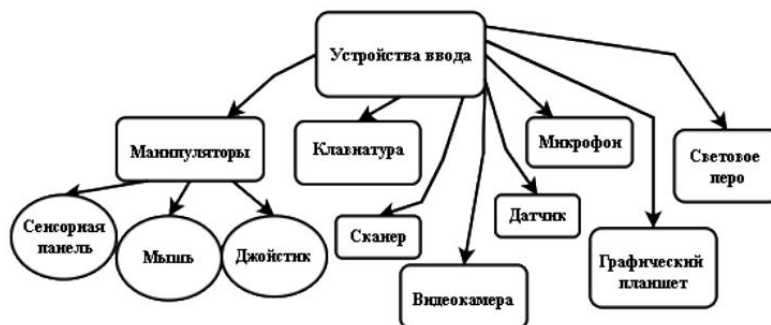 Устройства ввода
Манипуляторы
Клавиатура
Микрофон
Световое
перо
Сенсорная
панель
Мышь
Джойстик
Сканер
Датчик
Видеокамера
Графический
планшет